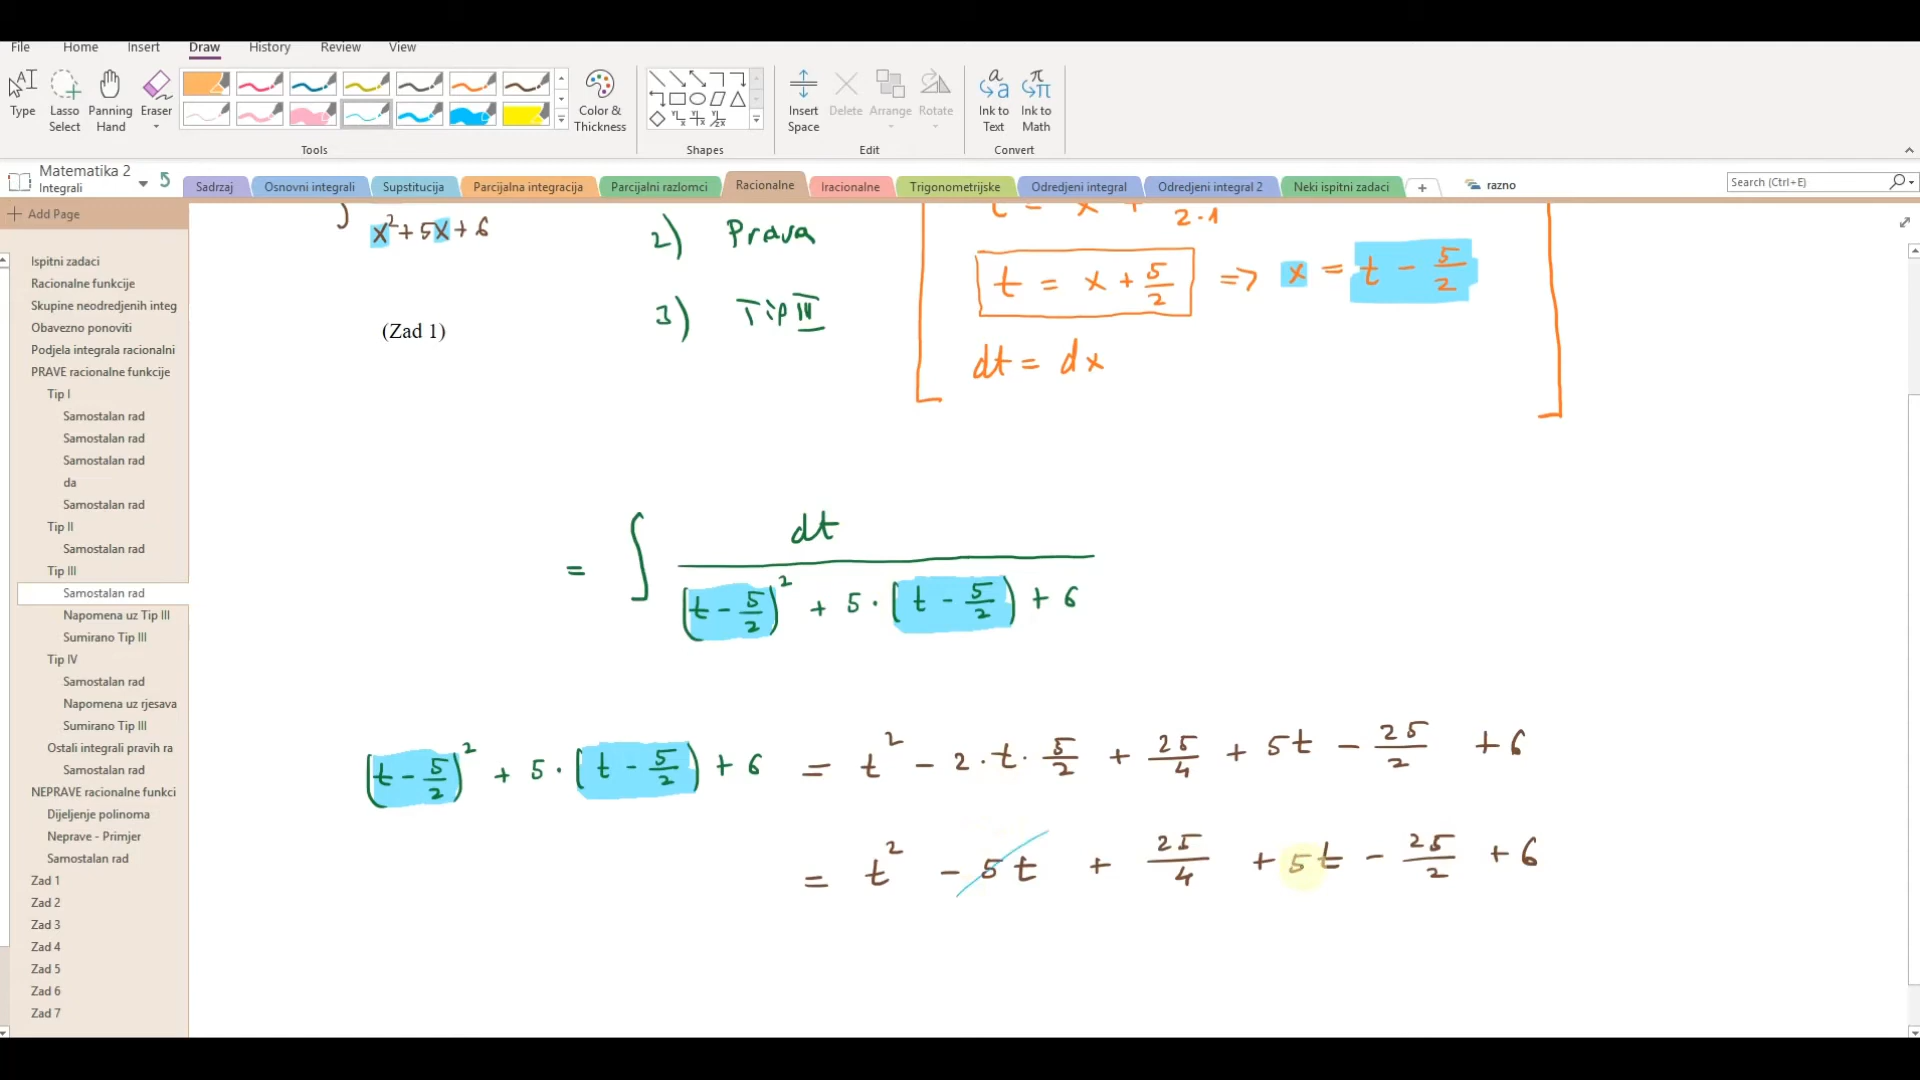 File Home Insert Draw History Review View
Type Lasso Select Panning Hand Eraser Color & Thickness Insert Space Delete Arrange Rotate Ink to Text Ink to Math
Tools Shapes Edit Convert
Matematika 2
Integrali
Sadrzaj Osnovni integrali Supstitucija Parcijalna integracija Parcijalni razlomci Racionalne Iracionalne Trigonometrijske Odredjeni integral Odredjeni integral 2 Neki ispitni zadaci + razno
Search (Ctrl+E)
+ Add Page
Ispitni zadaci
Racionalne funkcije
Skupine neodredjenih integ
Obavezno ponoviti
Podjela integrala racionalni
PRAVE racionalne funkcije
Tip I
Samostalan rad
Samostalan rad
Samostalan rad
da
Samostalan rad
Tip II
Samostalan rad
Tip III
Samostalan rad
Napomena uz Tip III
Sumirano Tip III
Tip IV
Samostalan rad
Napomena uz rjesava
Sumirano Tip III
Ostali integrali pravih ra
Samostalan rad
NEPRAVE racionalne funkci
Dijeljenje polinoma
Neprave - Primjer
Samostalan rad
Zad 1
Zad 2
Zad 3
Zad 4
Zad 5
Zad 6
Zad 7
∫ x² + 5x + 6
(Zad 1)
2) Prava
3) Tip III
t = x + 2·1
t = x + 5/2 => x = t - 5/2
dt = dx
= ∫ dt / (t - 5/2)² + 5·(t - 5/2) + 6
(t - 5/2)² + 5·(t - 5/2) + 6 = t² - 2·t·5/2 + 25/4 + 5t - 25/2 + 6
= t² - 5t + 25/4 + 5t - 25/2 + 6